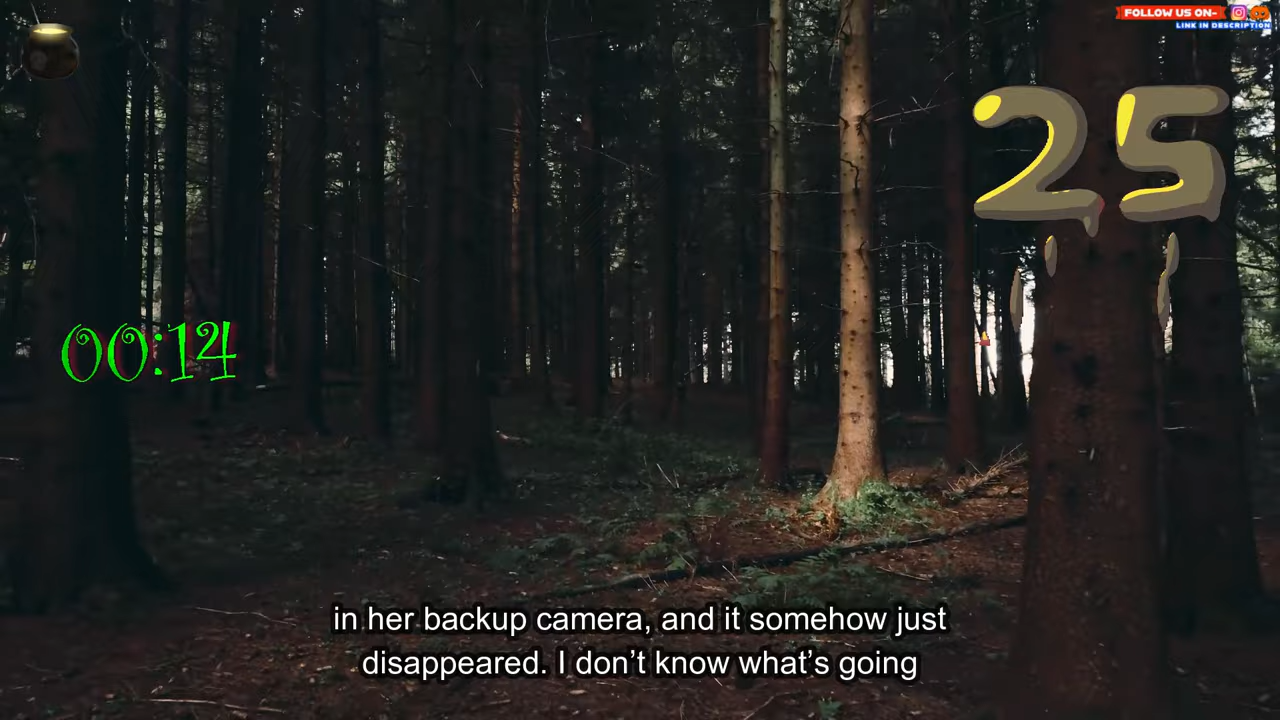 FOLLOW US ON-
LINK IN DESCRIPTION
25
00:14
in her backup camera, and it somehow just
disappeared. I don’t know what’s going